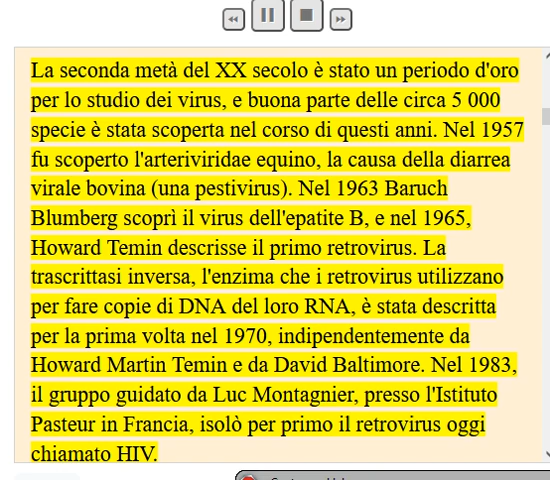 La seconda metà del XX secolo è stato un periodo d'oro
per lo studio dei virus, e buona parte delle circa 5 000
specie è stata scoperta nel corso di questi anni. Nel 1957
fu scoperto l'arteriviridae equino, la causa della diarrea
virale bovina (una pestivirus). Nel 1963 Baruch
Blumberg scoprì il virus dell'epatite B, e nel 1965,
Howard Temin descrisse il primo retrovirus. La
trascrittasi inversa, l'enzima che i retrovirus utilizzano
per fare copie di DNA del loro RNA, è stata descritta
per la prima volta nel 1970, indipendentemente da
Howard Martin Temin e da David Baltimore. Nel 1983,
il gruppo guidato da Luc Montagnier, presso l'Istituto
Pasteur in Francia, isolò per primo il retrovirus oggi
chiamato HIV.